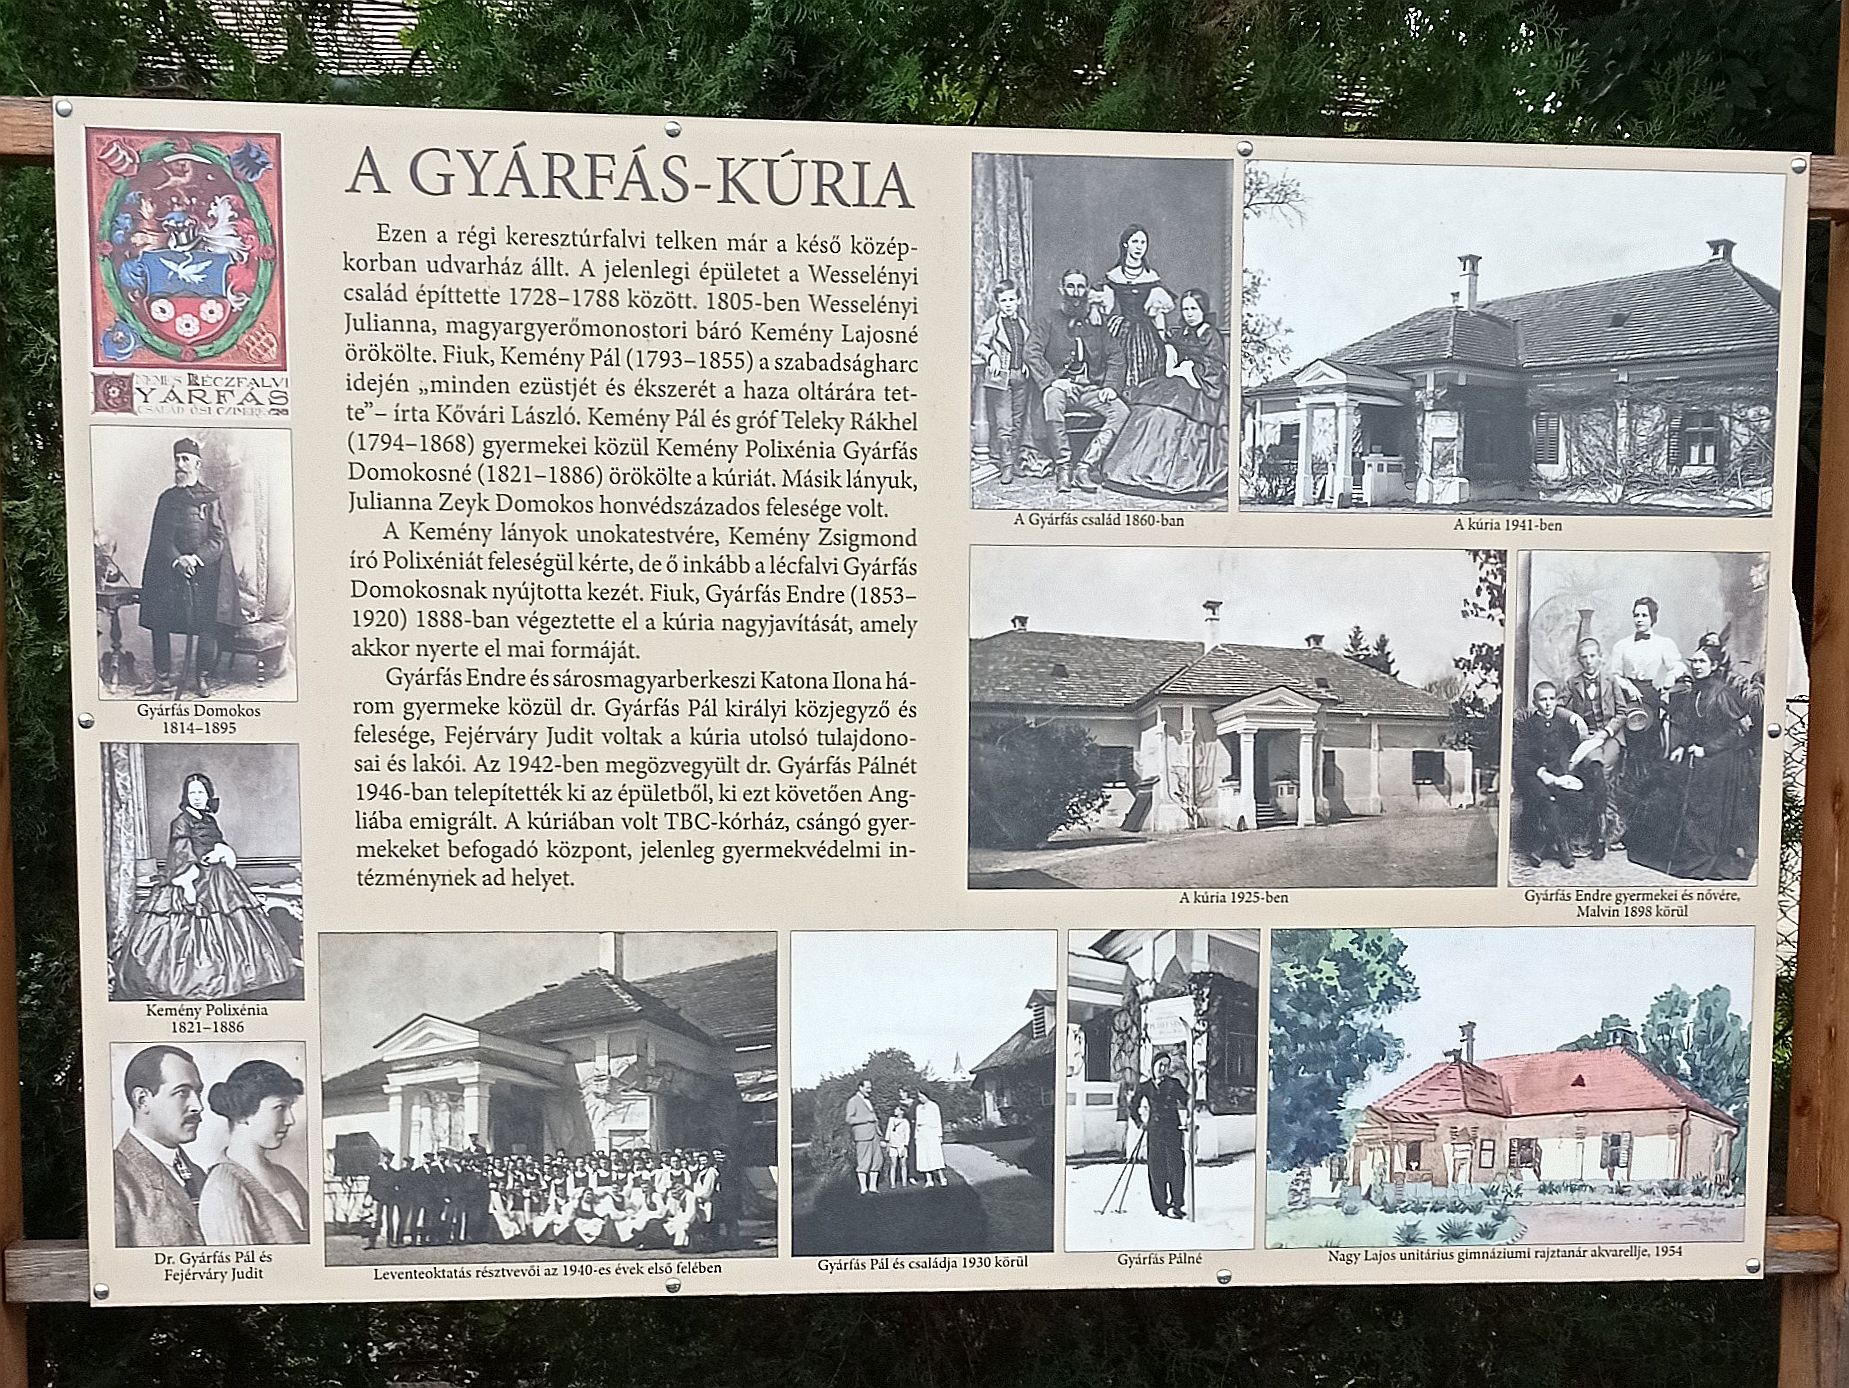 A GYÁRFÁS-KÚRIA
Ezen a régi keresztúrfalvi telken már a késő közép-
korban udvarház állt. A jelenlegi épületet a Wesselényi
család építtette 1728–1788 között. 1805-ben Wesselényi
Julianna, magyargyerőmonostori báró Kemény Lajosné
örökölte. Fiuk, Kemény Pál (1793–1855) a szabadságharc
idején „minden ezüstjét és ékszerét a haza oltárára tet-
te”– írta Kővári László. Kemény Pál és gróf Teleky Rákhel
(1794–1868) gyermekei közül Kemény Polixénia Gyárfás
Domokosné (1821–1886) örökölte a kúriát. Másik lányuk,
Julianna Zeyk Domokos honvédszázados felesége volt.
A Kemény lányok unokatestvére, Kemény Zsigmond
író Polixéniát feleségül kérte, de ő inkább a lécfalvi Gyárfás
Domokosnak nyújtotta kezét. Fiuk, Gyárfás Endre (1853–
1920) 1888-ban végeztette el a kúria nagyjavítását, amely
akkor nyerte el mai formáját.
Gyárfás Endre és sárosmagyarberkeszi Katona Ilona há-
rom gyermeke közül dr. Gyárfás Pál királyi közjegyző és
felesége, Fejérváry Judit voltak a kúria utolsó tulajdono-
sai és lakói. Az 1942-ben megözvegyült dr. Gyárfás Pálnét
1946-ban telepítették ki az épületből, ki ezt követően Ang-
liába emigrált. A kúriában volt TBC-kórház, csángó gyer-
mekeket befogadó központ, jelenleg gyermekvédelmi in-
tézménynek ad helyet.
NEMES LÉCZFALVI
GYÁRFÁS
CSALÁD ŐSI CZIMERE
Gyárfás Domokos
1814–1895
Kemény Polixénia
1821–1886
Dr. Gyárfás Pál és
Fejérváry Judit
A Gyárfás család 1860-ban
A kúria 1941-ben
A kúria 1925-ben
Gyárfás Endre gyermekei és nővére,
Malvin 1898 körül
Leventeoktatás résztvevői az 1940-es évek első felében
Gyárfás Pál és családja 1930 körül
Gyárfás Pálné
Nagy Lajos unitárius gimnáziumi rajztanár akvarellje, 1954